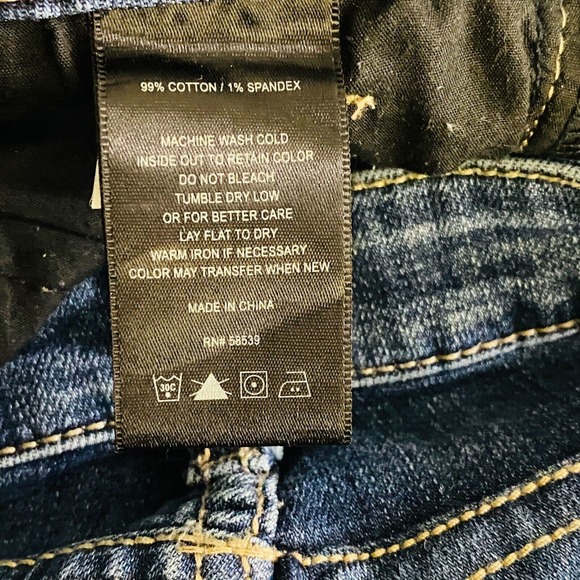 99% COTTON / 1% SPANDEX
MACHINE WASH COLD
INSIDE OUT TO RETAIN COLOR
DO NOT BLEACH
TUMBLE DRY LOW
OR FOR BETTER CARE
LAY FLAT TO DRY
WARM IRON IF NECESSARY
COLOR MAY TRANSFER WHEN NEW
MADE IN CHINA
RN# 58539
30C